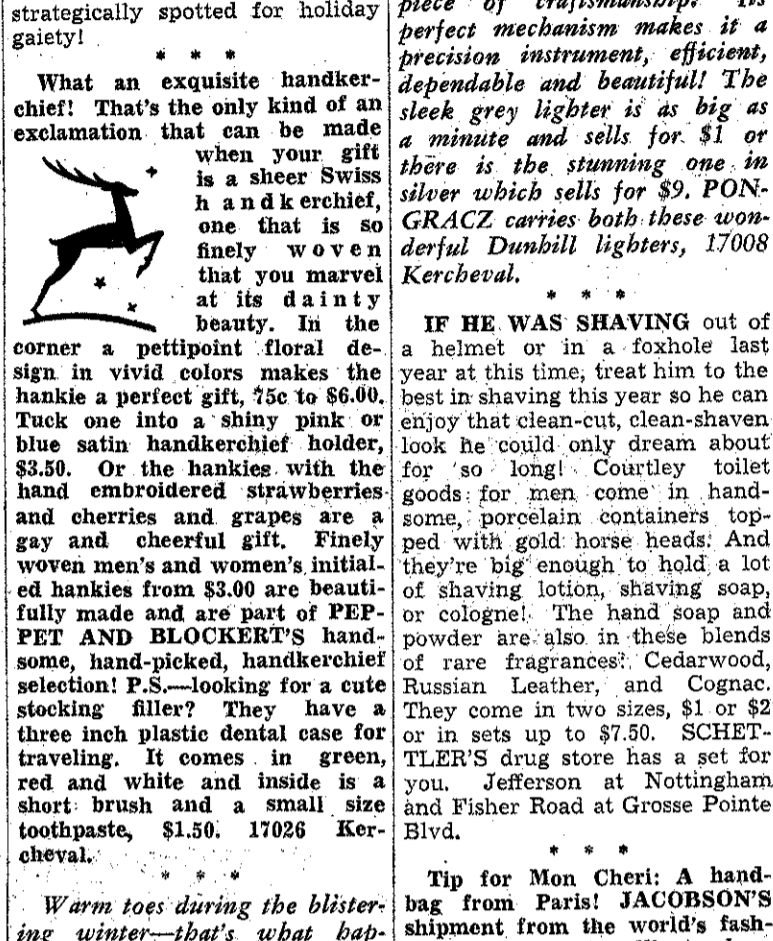 strategically spotted for holiday
gaiety!
* * *
What an exquisite handker-
chief! That's the only kind of an
exclamation that can be made
when your gift
is a sheer Swiss
handkerchief,
one that is so
finely woven
that you marvel
at its dainty
beauty. In the
corner a pettipoint floral de-
sign in vivid colors makes the
hankie a perfect gift, 75c to $6.00.
Tuck one into a shiny pink or
blue satin handkerchief holder,
$3.50. Or the hankies with the
hand embroidered strawberries
and cherries and grapes are a
gay and cheerful gift. Finely
woven men's and women's initial-
ed hankies from $3.00 are beauti-
fully made and are part of PEP-
PET AND BLOCKERT'S hand-
some, hand-picked, handkerchief
selection! P.S.—looking for a cute
stocking filler? They have a
three inch plastic dental case for
traveling. It comes in green,
red and white and inside is a
short brush and a small size
toothpaste, $1.50. 17026 Ker-
cheval.
* * *
Warm toes during the blister-
ing winter—that's what hap-
piece of craftsmanship! Its
perfect mechanism makes it a
precision instrument, efficient,
dependable and beautiful! The
sleek grey lighter is as big as
a minute and sells for $1 or
there is the stunning one in
silver which sells for $9. PON-
GRACZ carries both these won-
derful Dunhill lighters, 17008
Kercheval.
* * *
IF HE WAS SHAVING out of
a helmet or in a foxhole last
year at this time, treat him to the
best in shaving this year so he can
enjoy that clean-cut, clean-shaven
look he could only dream about
for so long! Courtley toilet
goods for men come in hand-
some, porcelain containers top-
ped with gold horse heads. And
they're big enough to hold a lot
of shaving lotion, shaving soap,
or cologne! The hand soap and
powder are also in these blends
of rare fragrances: Cedarwood,
Russian Leather, and Cognac.
They come in two sizes, $1 or $2
or in sets up to $7.50. SCHET-
TLER'S drug store has a set for
you. Jefferson at Nottingham
and Fisher Road at Grosse Pointe
Blvd.
* * *
Tip for Mon Cheri: A hand-
bag from Paris! JACOBSON'S
shipment from the world's fash-